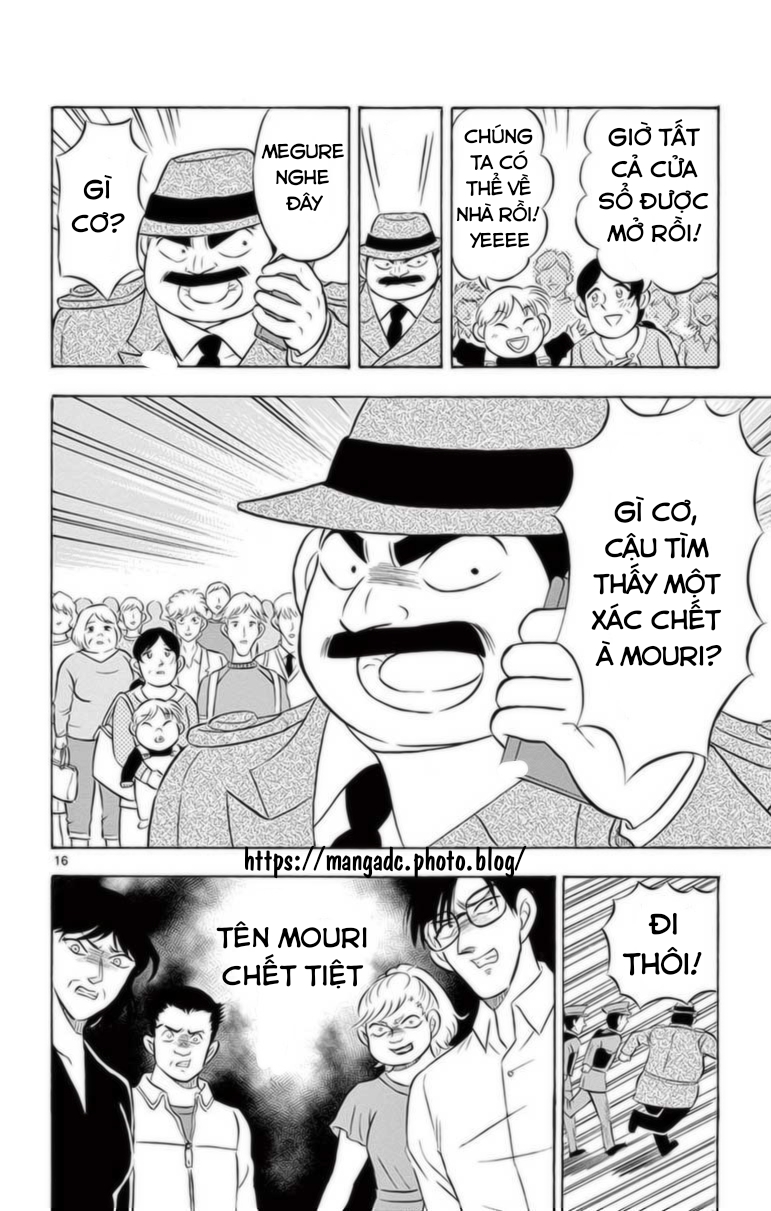 GIỜ TẤT
CẢ CỬA
SỔ ĐƯỢC
MỞ RỒI!
CHÚNG
TA CÓ
THỂ VỀ
NHÀ RỒI!
YEEEE
MEGURE
NGHE
ĐÂY
GÌ
CƠ?
GÌ CƠ,
CẬU TÌM
THẤY MỘT
XÁC CHẾT
À MOURI?
16
https://mangadc.photo.blog/
ĐI
THÔI!
TÊN MOURI
CHẾT TIỆT